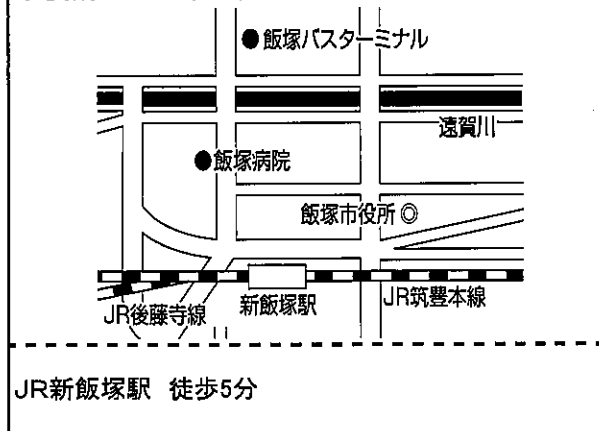 飯塚バスターミナル
遠賀川
飯塚病院
飯塚市役所
JR後藤寺線
新飯塚駅
JR筑豊本線
JR新飯塚駅 徒歩5分